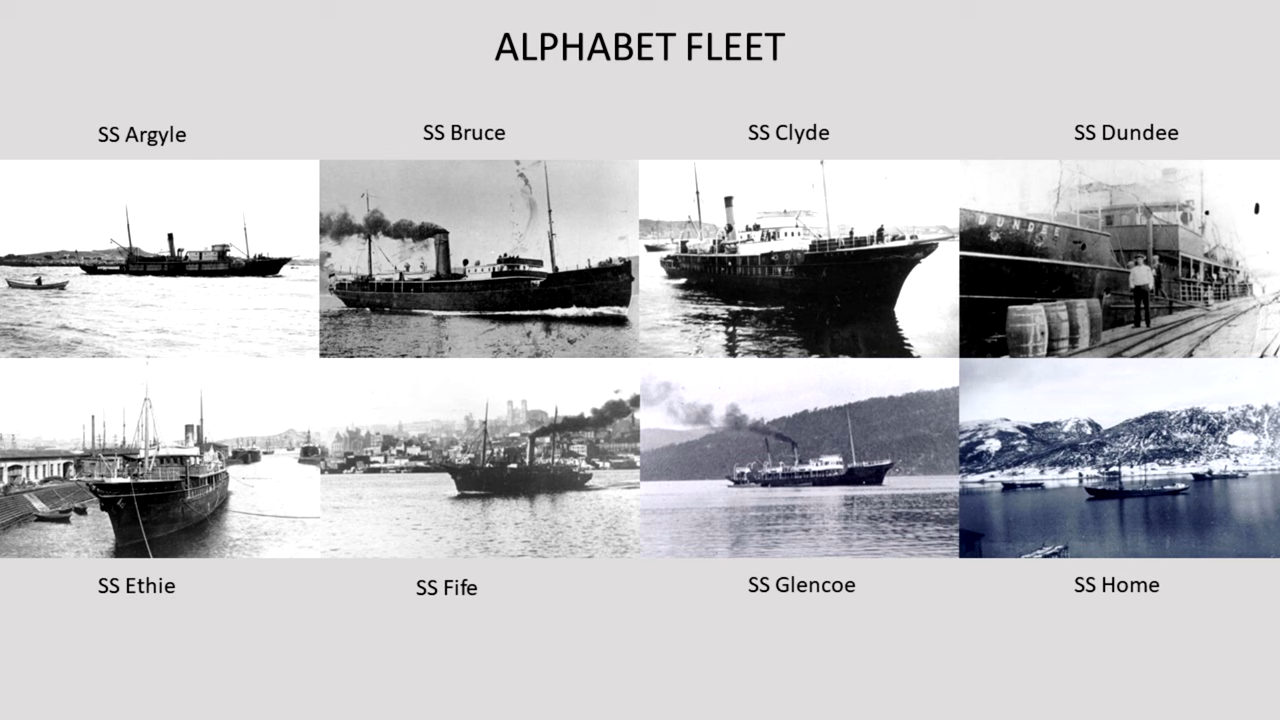 ALPHABET FLEET
SS Argyle
SS Bruce
SS Clyde
SS Dundee
DUNDEE
SS Ethie
SS Fife
SS Glencoe
SS Home